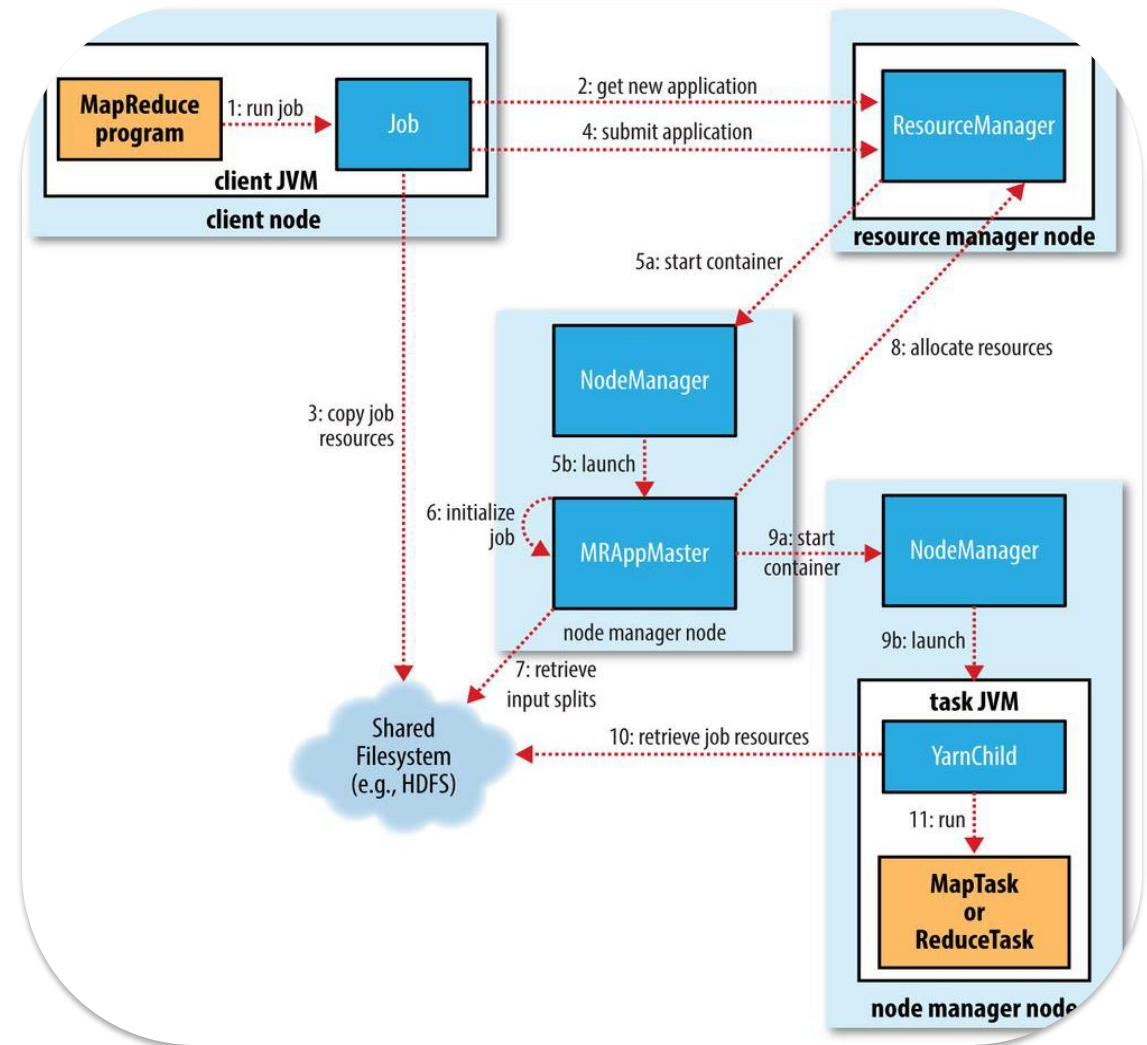 MapReduce
program
1: run job
Job
client JVM
client node
2: get new application
4: submit application
ResourceManager
resource manager node
5a: start container
8: allocate resources
3: copy job
resources
NodeManager
5b: launch
6: initialize
job
MRAppMaster
node manager node
9a: start
container
NodeManager
9b: launch
7: retrieve
input splits
Shared
Filesystem
(e.g., HDFS)
10: retrieve job resources
task JVM
YarnChild
11: run
MapTask
or
ReduceTask
node manager node